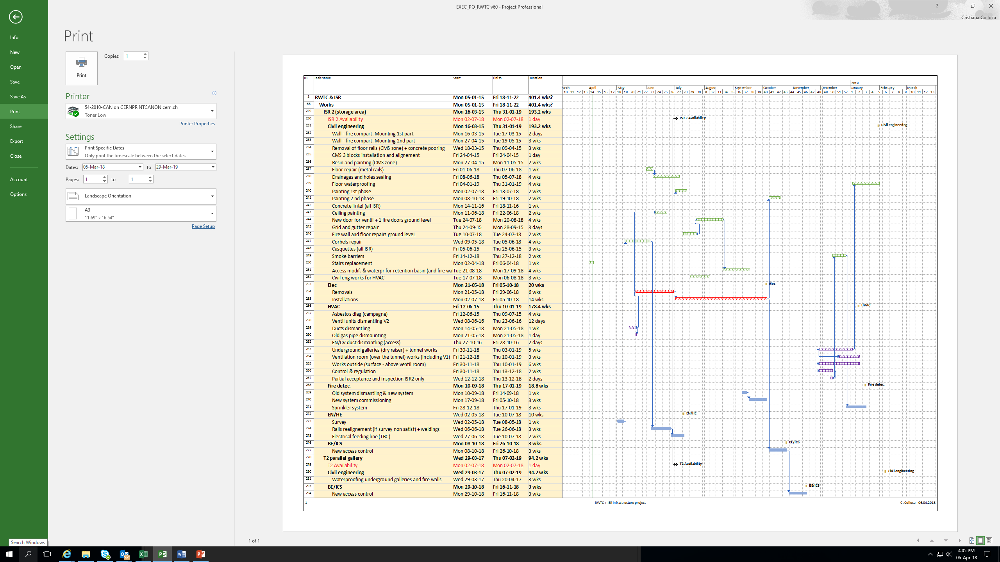 EXEC_PO_RWTC v60 - Project Professional
?
Cristiana Colloca
Info
New
Open
Save
Save As
Print
Share
Export
Close
Account
Options
Print
Print
Copies: 1
Printer
54-2010-CAN on CERNPRINTCANON.cern.ch
Toner Low
Printer Properties
Settings
Print Specific Dates
Only print the timescale between the select dates
Dates: 05-Mar-18 to 29-Mar-19
Pages: 1 to 1
Landscape Orientation
A3
11.69" x 16.54"
Page Setup
ID Task Name Start Finish Duration
2019
arch April May June July August September October November December January February March
10 11 12 13 14 15 16 17 18 19 20 21 22 23 24 25 26 27 28 29 30 31 32 33 34 35 36 37 38 39 40 41 42 43 44 45 46 47 48 49 50 51 52 1 2 3 4 5 6 7 8 9 10 11 12 13
1 RWTC & ISR Mon 05-01-15 Fri 18-11-22 401.4 wks?
66 Works Mon 05-01-15 Fri 18-11-22 401.4 wks?
229 ISR 2 (storage area) Mon 16-03-15 Thu 31-01-19 193.2 wks
230 ISR 2 Availability Mon 02-07-18 Mon 02-07-18 1 day ISR 2 Availability
231 Civil engineering Mon 16-03-15 Thu 31-01-19 193.2 wks Civil engineering
232 Wall - fire compart. Mounting 1st part Mon 16-03-15 Tue 17-03-15 2 days
233 Wall - fire compart. Mounting 2nd part Mon 27-04-15 Tue 19-05-15 3 wks
234 Removal of floor rails (CMS zone) + concrete pooring Wed 18-03-15 Thu 09-04-15 3 wks
235 CMS 3 blocks installation and alignement Fri 24-04-15 Fri 24-04-15 1 day
236 Resin and painting (CMS zone) Mon 27-04-15 Mon 11-05-15 2 wks
237 Floor repair (metal rails) Fri 01-06-18 Thu 07-06-18 1 wk
238 Drainages and holes sealing Fri 08-06-18 Thu 05-07-18 4 wks
239 Floor waterproofing Fri 04-01-19 Thu 31-01-19 4 wks
240 Painting 1st phase Mon 02-07-18 Fri 13-07-18 2 wks
241 Painting 2 nd phase Mon 08-10-18 Fri 19-10-18 2 wks
242 Concrete lintel (all ISR) Mon 14-11-16 Fri 18-11-16 1 wk
243 Ceiling painting Mon 11-06-18 Fri 22-06-18 2 wks
244 New door for ventil + 1 fire doors ground level Tue 24-07-18 Mon 20-08-18 4 wks
245 Grid and gutter repair Thu 24-09-15 Mon 28-09-15 3 days
246 Fire wall and floor repairs ground leveL Tue 10-07-18 Tue 24-07-18 2 wks
247 Corbels repair Wed 09-05-18 Tue 05-06-18 4 wks
248 Casquettes (all ISR) Fri 05-06-15 Thu 25-06-15 3 wks
249 Smoke barriers Fri 14-12-18 Thu 27-12-18 2 wks
250 Stairs replacement Mon 02-04-18 Fri 06-04-18 1 wk
251 Access modif. & waterpr for retention basin (and fire wa Tue 21-08-18 Mon 17-09-18 4 wks
252 Civil eng works for HVAC Tue 17-07-18 Mon 06-08-18 3 wks
253 Elec Mon 21-05-18 Fri 05-10-18 20 wks Elec
254 Removals Mon 21-05-18 Fri 29-06-18 6 wks
255 Installations Mon 02-07-18 Fri 05-10-18 14 wks
256 HVAC Fri 12-06-15 Thu 10-01-19 178.4 wks HVAC
257 Asbestos diag (campagne) Fri 12-06-15 Thu 09-07-15 4 wks
258 Ventil units dismantling V2 Wed 08-06-16 Thu 23-06-16 12 days
259 Ducts dismantling Mon 14-05-18 Mon 21-05-18 1 wk
260 Old gas pipe dismounting Mon 21-05-18 Mon 21-05-18 1 day
262 EN/CV duct dismantling (access) Thu 27-10-16 Fri 28-10-16 2 days
263 Underground galleries (dry raiser) + tunnel works Fri 30-11-18 Thu 03-01-19 5 wks
264 Ventilation room (over the tunnel) works (including V1) Fri 21-12-18 Thu 10-01-19 3 wks
265 Works outside (surface - above ventil room) Fri 30-11-18 Thu 10-01-19 6 wks
266 Control & regulation Fri 30-11-18 Thu 13-12-18 2 wks
267 Partial acceptance and inspection ISR2 only Wed 12-12-18 Thu 13-12-18 2 days
268 Fire detec. Mon 10-09-18 Thu 17-01-19 18.8 wks Fire detec.
269 Old system dismantling & new system Mon 10-09-18 Fri 14-09-18 1 wk
270 New system commissioning Mon 17-09-18 Fri 05-10-18 3 wks
271 Sprinkler system Fri 28-12-18 Thu 17-01-19 3 wks
272 EN/HE Wed 02-05-18 Tue 10-07-18 10 wks EN/HE
273 Survey Wed 02-05-18 Tue 08-05-18 1 wk
274 Rails realignement (if survey non satisf) + weldings Wed 06-06-18 Tue 26-06-18 3 wks
275 Electrical feeding line (TBC) Wed 27-06-18 Tue 10-07-18 2 wks
276 BE/ICS Mon 08-10-18 Fri 26-10-18 3 wks BE/ICS
277 New access control Mon 08-10-18 Fri 26-10-18 3 wks
278 T2 parallel gallery Wed 29-03-17 Thu 07-02-19 94.2 wks
279 T2 Availability Mon 02-07-18 Mon 02-07-18 1 day T2 Availability
280 Civil engineering Wed 29-03-17 Thu 07-02-19 94.2 wks Civil engineering
281 Waterproofing underground galleries and fire walls Wed 29-03-17 Thu 20-04-17 3 wks
293 BE/ICS Mon 29-10-18 Fri 16-11-18 3 wks BE/ICS
294 New access control Mon 29-10-18 Fri 16-11-18 3 wks
1 RWTC + ISR infrastructure project C. Colloca - 06.04.2018
1 of 1
Search Windows
4:05 PM
06-Apr-18